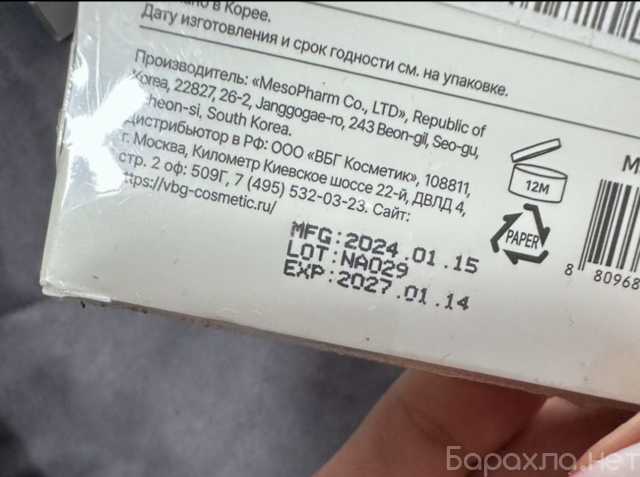 в Корее.
Дату изготовления и срок годности см. на упаковке.
Производитель: «MesoPharm Co., LTD», Republic of
Korea, 22827, 26-2, Janggogae-ro, 243 Beon-gil, Seo-gu,
cheon-si, South Korea.
дистрибьютор в РФ: ООО «ВБГ Косметик», 108811,
г. Москва, Километр Киевское шоссе 22-й, ДВЛД 4,
стр. 2 оф: 509Г, 7 (495) 532-03-23. Сайт:
ttps://vbg-cosmetic.ru/
MFG:2024.01.15
LOT:NA029
EXP:2027.01.14
12M
PAPER
8 80968
Барахла.нет